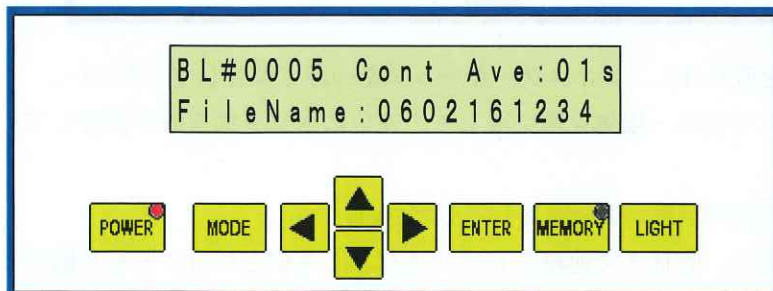 BL#0005 Cont Ave:01s
FileName:0602161234
POWER MODE ENTER MEMORY LIGHT